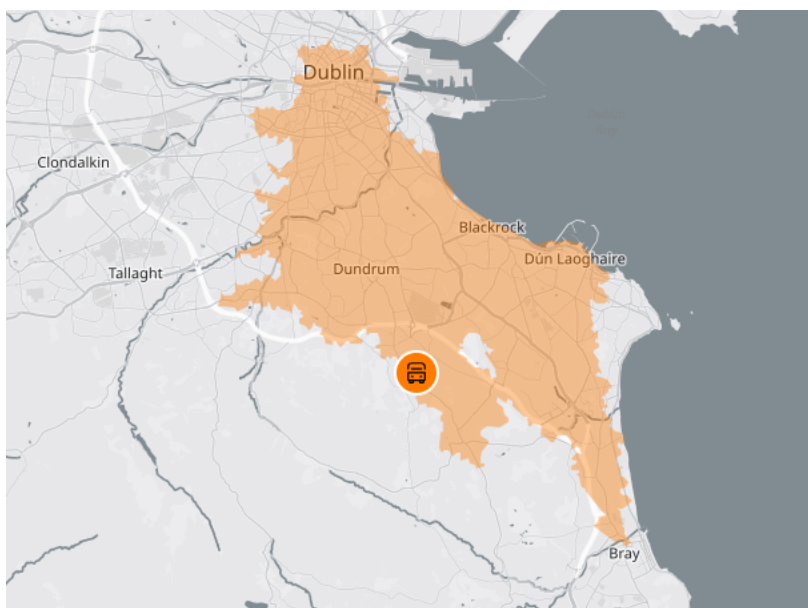 Dublin
Clondalkin
Blackrock
Dún Laoghaire
Dundrum
Tallaght
Bray